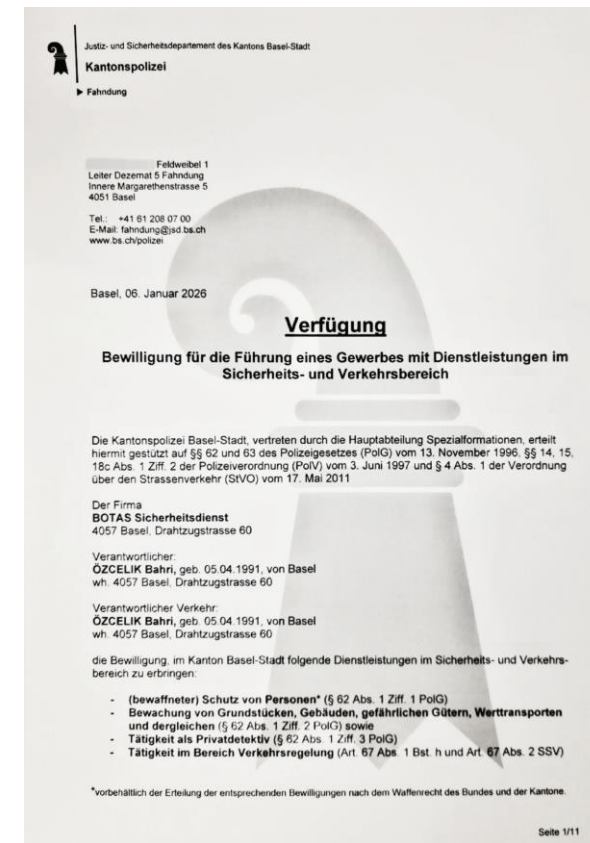 Justiz- und Sicherheitsdepartement des Kantons Basel-Stadt
Kantonspolizei
▶ Fahndung
Feldweibel 1
Leiter Dezernat 5 Fahndung
Innere Margarethenstrasse 5
4051 Basel
Tel.: +41 61 208 07 00
E-Mail: fahndung@jsd.bs.ch
www.bs.ch/polizei
Basel, 06. Januar 2026
Verfügung
Bewilligung für die Führung eines Gewerbes mit Dienstleistungen im
Sicherheits- und Verkehrsbereich
Die Kantonspolizei Basel-Stadt, vertreten durch die Hauptabteilung Spezialformationen, erteilt
hiermit gestützt auf §§ 62 und 63 des Polizeigesetzes (PolG) vom 13. November 1996, §§ 14, 15,
18c Abs. 1 Ziff. 2 der Polizeiverordnung (PolV) vom 3. Juni 1997 und § 4 Abs. 1 der Verordnung
über den Strassenverkehr (StVO) vom 17. Mai 2011
Der Firma
BOTAS Sicherheitsdienst
4057 Basel, Drahtzugstrasse 60
Verantwortlicher:
ÖZCELIK Bahri, geb. 05.04.1991, von Basel
wh. 4057 Basel, Drahtzugstrasse 60
Verantwortlicher Verkehr:
ÖZCELIK Bahri, geb. 05.04.1991, von Basel
wh. 4057 Basel, Drahtzugstrasse 60
die Bewilligung, im Kanton Basel-Stadt folgende Dienstleistungen im Sicherheits- und Verkehrs-
bereich zu erbringen:
- (bewaffneter) Schutz von Personen* (§ 62 Abs. 1 Ziff. 1 PolG)
- Bewachung von Grundstücken, Gebäuden, gefährlichen Gütern, Werttransporten
und dergleichen (§ 62 Abs. 1 Ziff. 2 PolG) sowie
- Tätigkeit als Privatdetektiv (§ 62 Abs. 1 Ziff. 3 PolG)
- Tätigkeit im Bereich Verkehrsregelung (Art. 67 Abs. 1 Bst. h und Art. 67 Abs. 2 SSV)
*vorbehältlich der Erteilung der entsprechenden Bewilligungen nach dem Waffenrecht des Bundes und der Kantone.
Seite 1/11